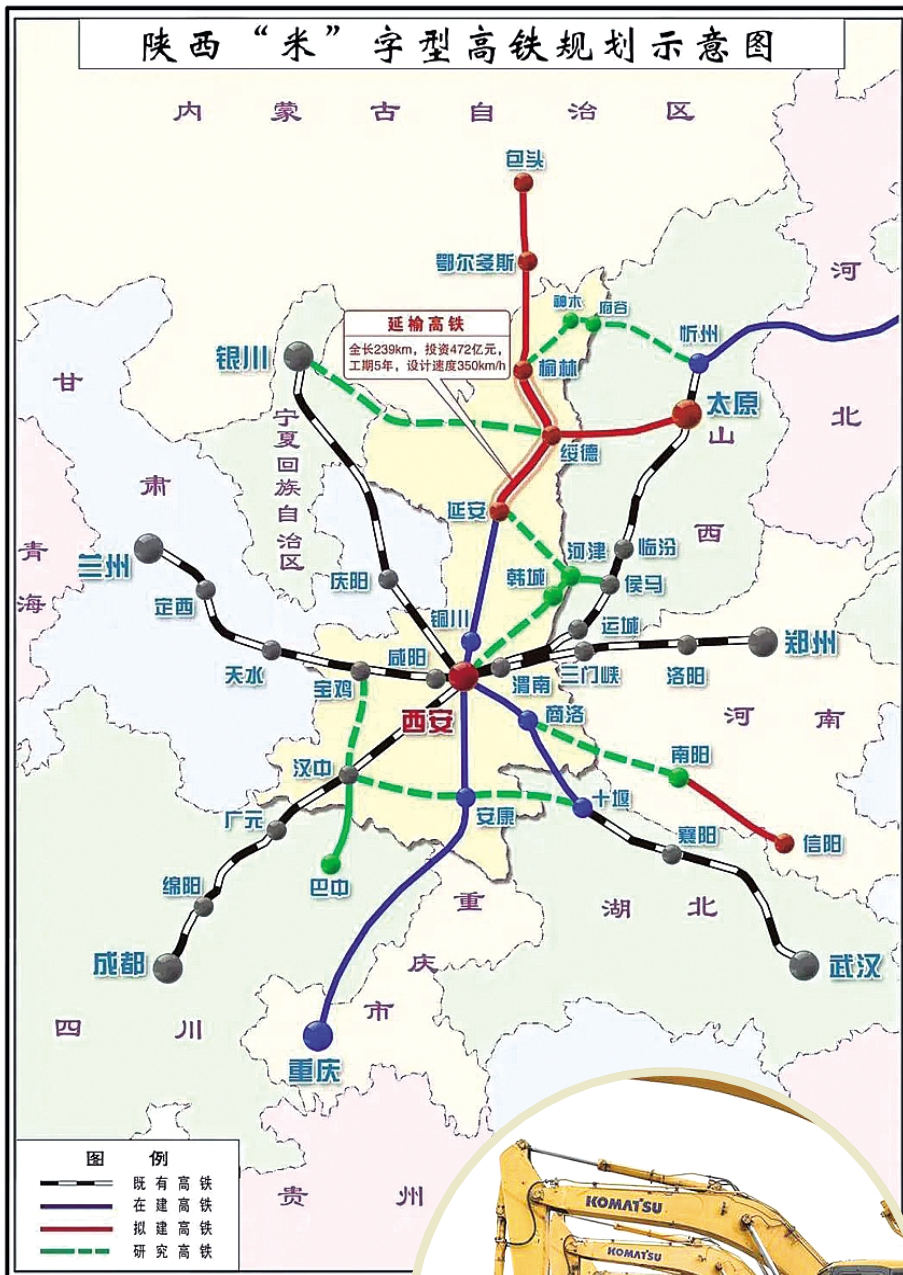 陕西“米”字型高铁规划示意图
内蒙古自治区
包头
鄂尔多斯
神木
府谷
河北
忻州
延榆高铁
全长239km，投资472亿元，
工期5年，设计速度350km/h
银川
榆林
太原
甘肃
宁夏回族自治区
绥德
山西
青海
延安
兰州
河津
临汾
韩城
侯马
定西
庆阳
铜川
运城
郑州
天水
宝鸡
咸阳
渭南
三门峡
洛阳
西安
商洛
河南
汉中
南阳
广元
安康
十堰
襄阳
信阳
绵阳
巴中
重庆市
湖北
成都
武汉
四川
重庆
图例
既有高铁
在建高铁
拟建高铁
研究高铁
贵州
KOMATSU
KOMATSU